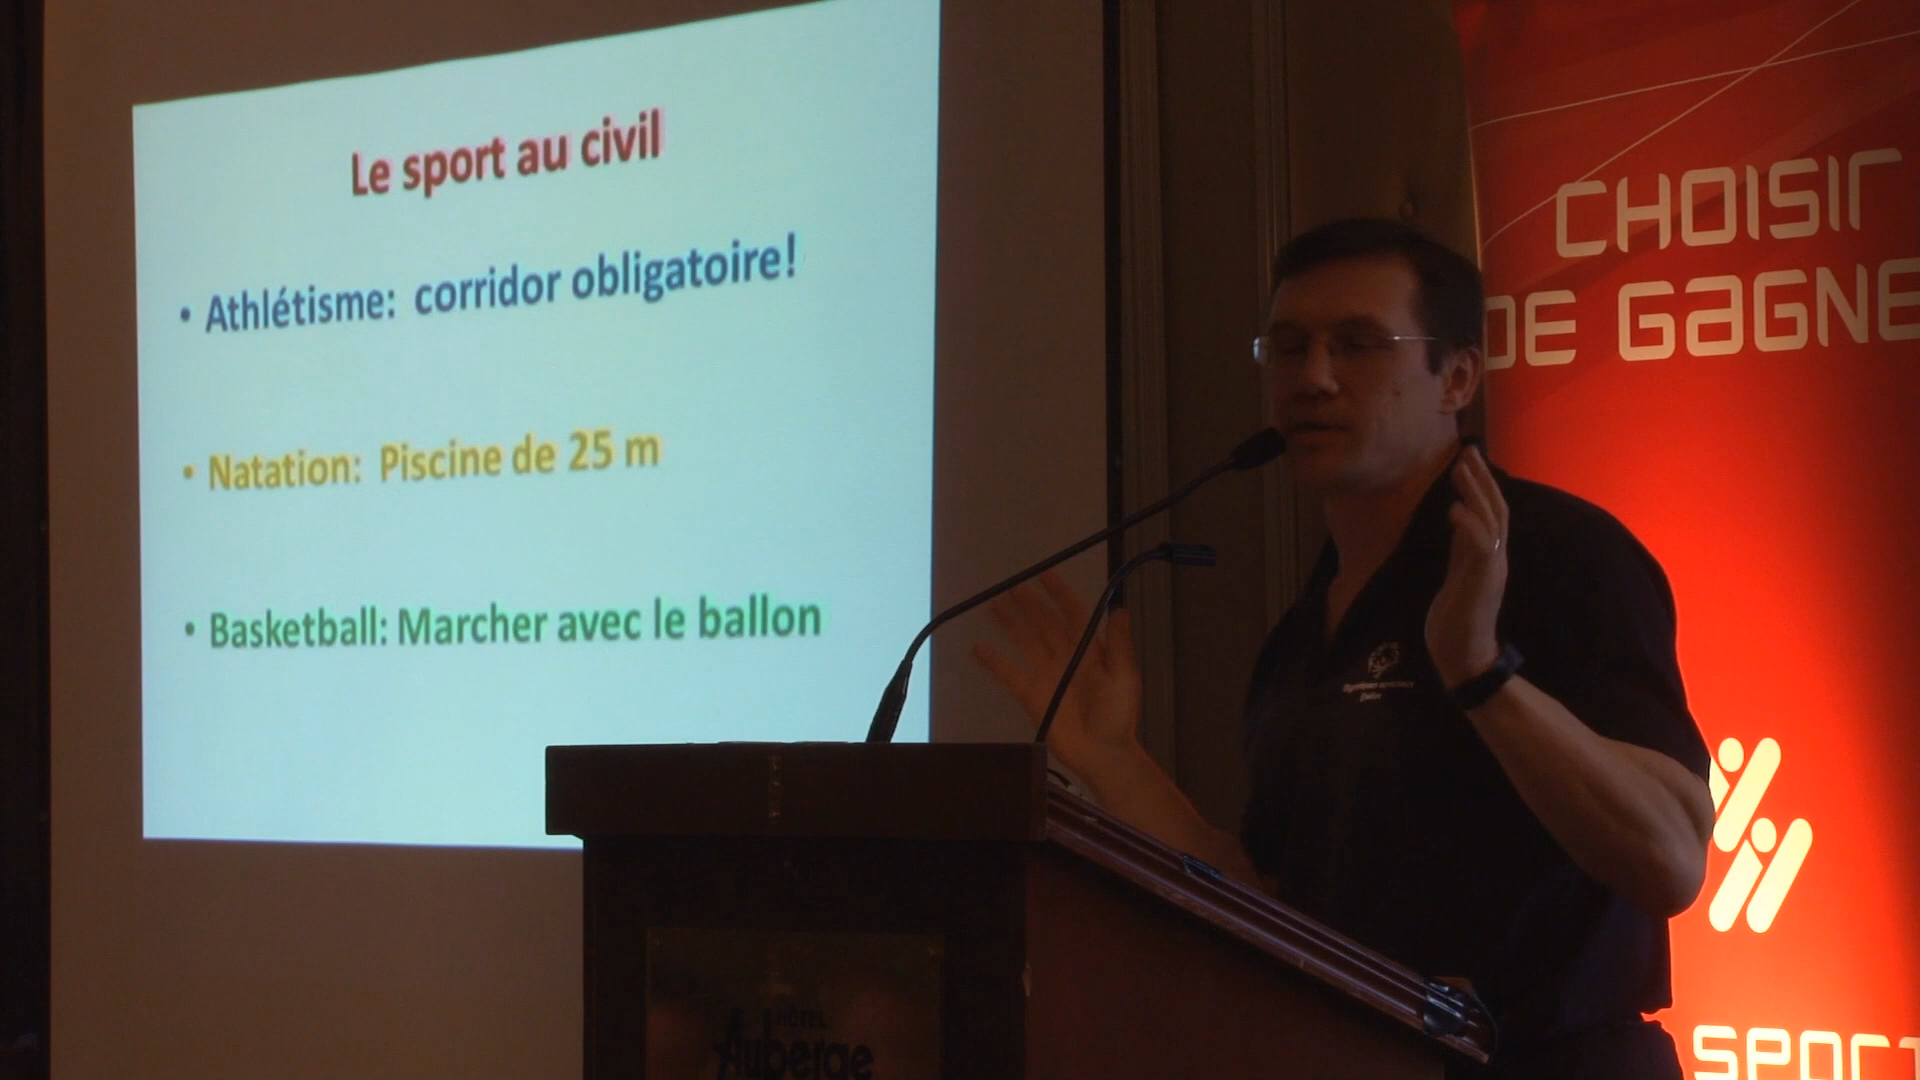 Le sport au civil
• Athlétisme: corridor obligatoire!
• Natation: Piscine de 25 m
• Basketball: Marcher avec le ballon
CHOISIR
DE GAGNE
SPORT
HÔTEL
Auberge